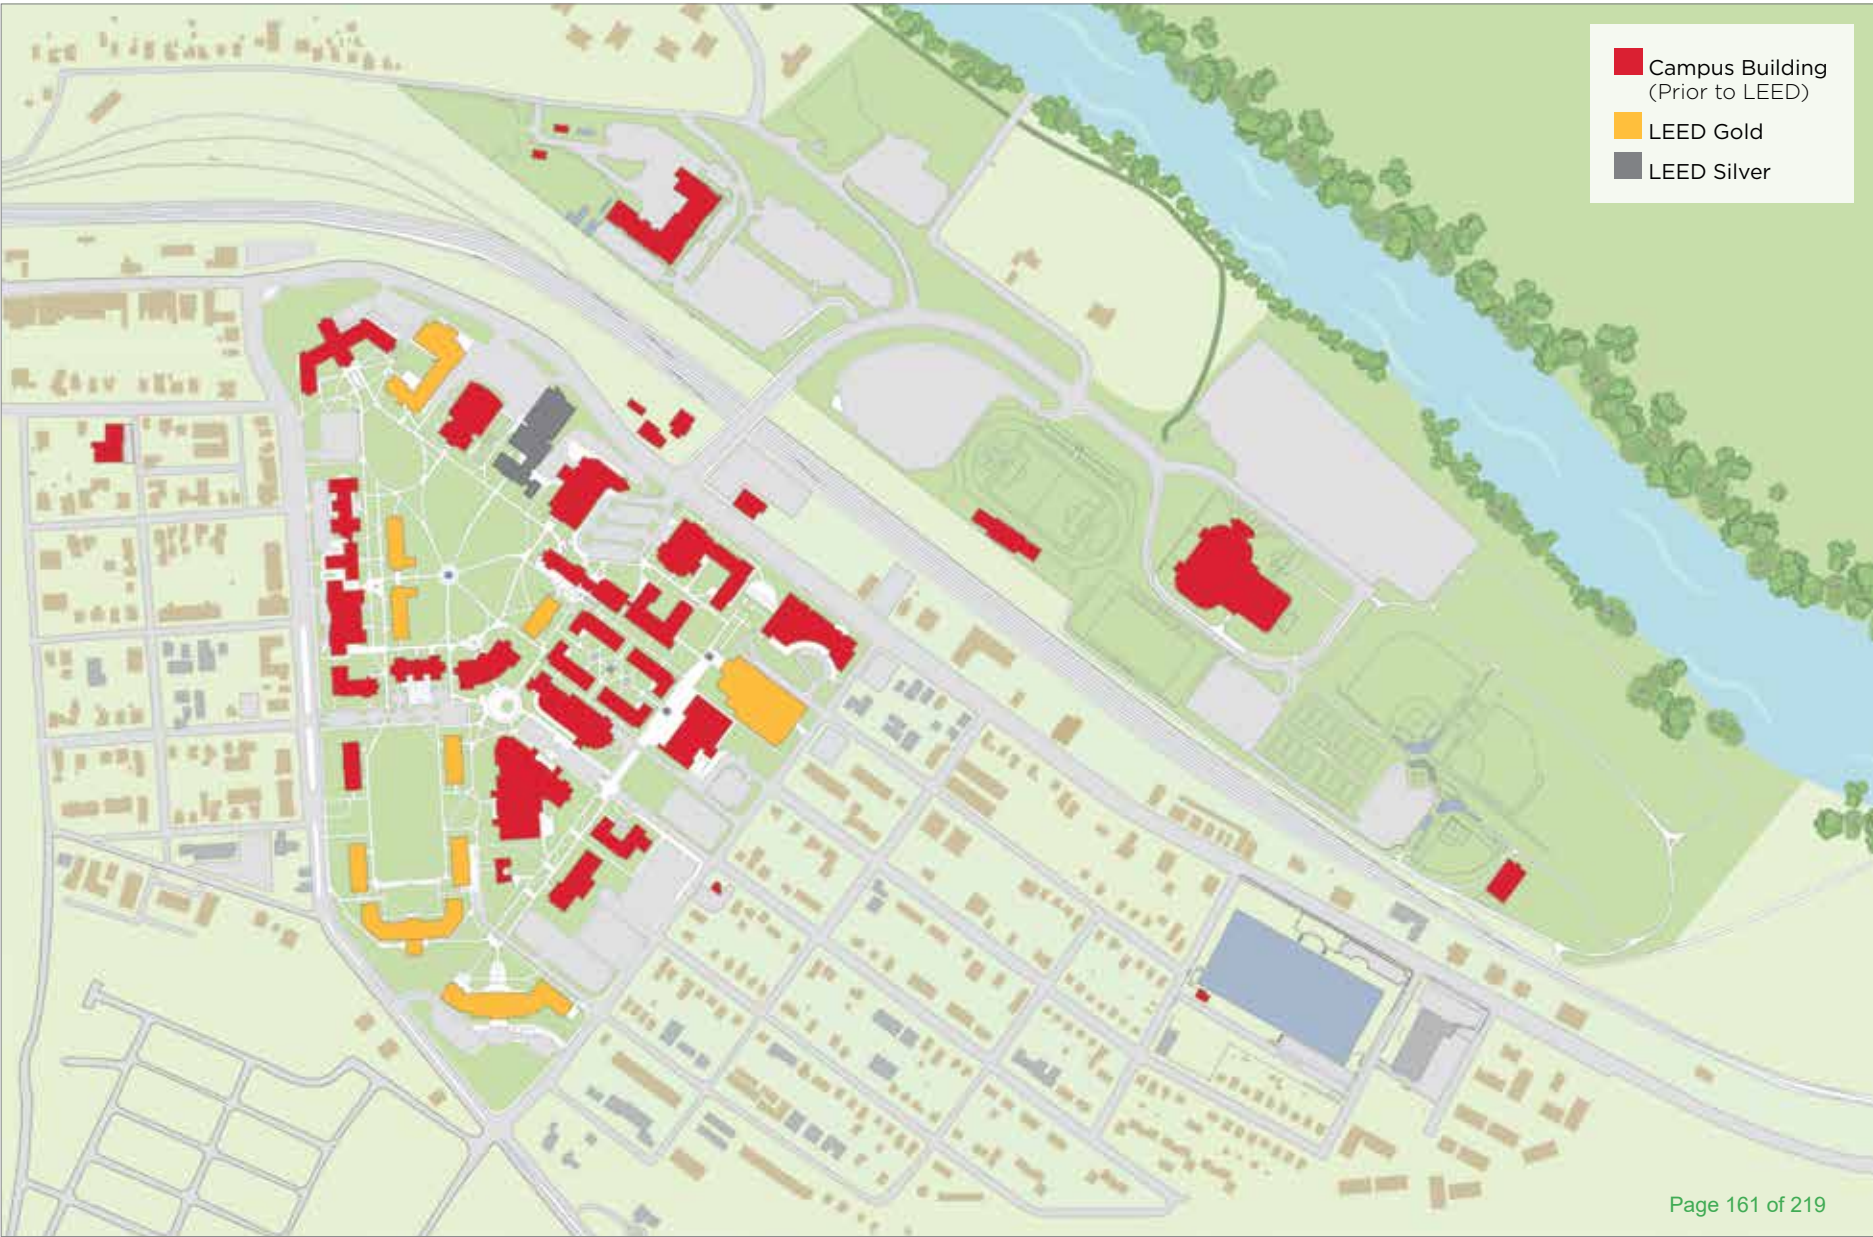 Campus Building
(Prior to LEED)
LEED Gold
LEED Silver
Page 161 of 219